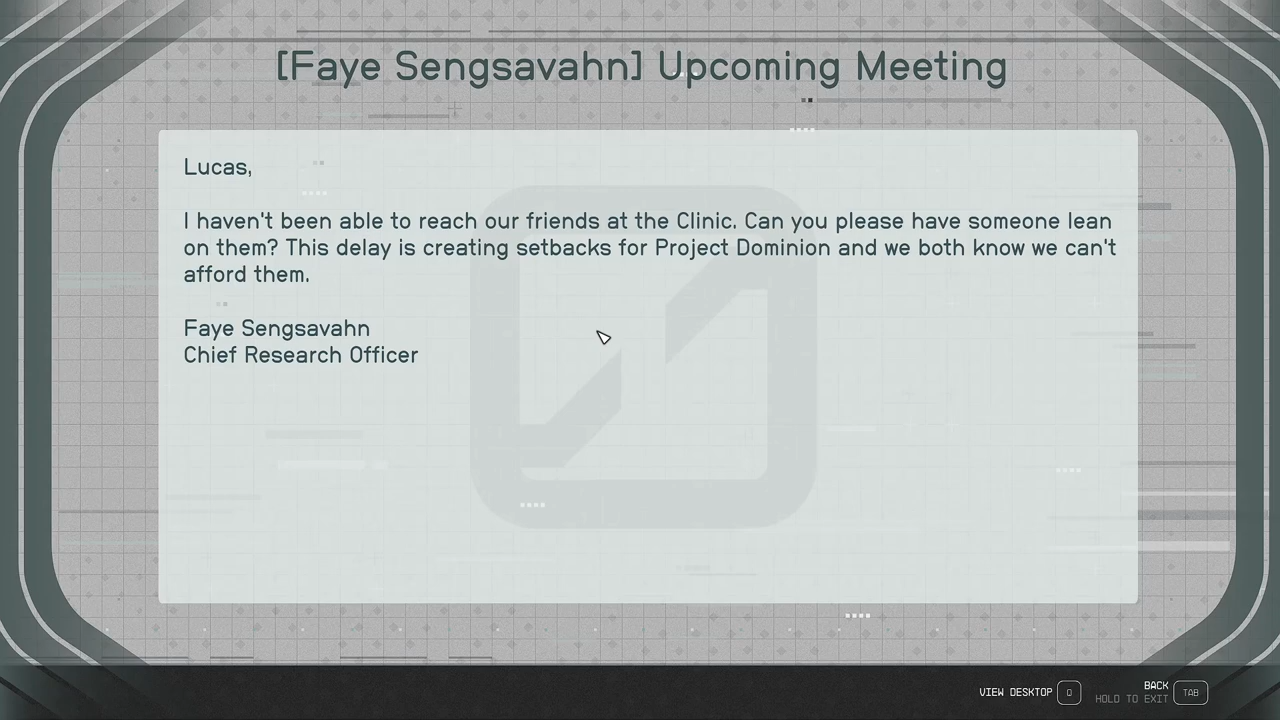 [Faye Sengsavahn] Upcoming Meeting
Lucas,
I haven't been able to reach our friends at the Clinic. Can you please have someone lean
on them? This delay is creating setbacks for Project Dominion and we both know we can't
afford them.
Faye Sengsavahn
Chief Research Officer
VIEW DESKTOP Q
BACK
HOLD TO EXIT TAB